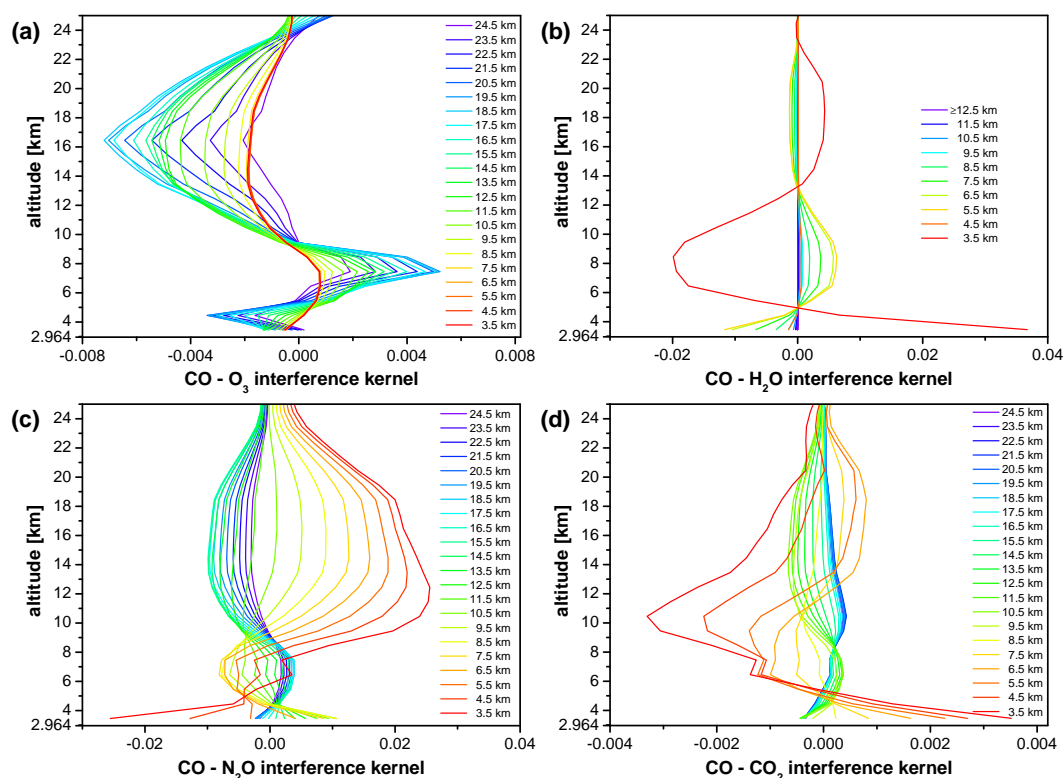 (a)
24
22
20
18
16
14
12
10
8
6
4
2.964
altitude [km]
-0.008
-0.004
0.000
0.004
0.008
CO - O3 interference kernel
24.5 km
23.5 km
22.5 km
21.5 km
20.5 km
19.5 km
18.5 km
17.5 km
16.5 km
15.5 km
14.5 km
13.5 km
12.5 km
11.5 km
10.5 km
9.5 km
8.5 km
7.5 km
6.5 km
5.5 km
4.5 km
3.5 km
(b)
24
22
20
18
16
14
12
10
8
6
4
2.964
altitude [km]
-0.02
0.00
0.02
0.04
CO - H2O interference kernel
≥12.5 km
11.5 km
10.5 km
9.5 km
8.5 km
7.5 km
6.5 km
5.5 km
4.5 km
3.5 km
(c)
24
22
20
18
16
14
12
10
8
6
4
2.964
altitude [km]
-0.02
0.00
0.02
0.04
CO - N2O interference kernel
24.5 km
23.5 km
22.5 km
21.5 km
20.5 km
19.5 km
18.5 km
17.5 km
16.5 km
15.5 km
14.5 km
13.5 km
12.5 km
11.5 km
10.5 km
9.5 km
8.5 km
7.5 km
6.5 km
5.5 km
4.5 km
3.5 km
(d)
24
22
20
18
16
14
12
10
8
6
4
2.964
altitude [km]
-0.004
-0.002
0.000
0.002
0.004
CO - CO2 interference kernel
24.5 km
23.5 km
22.5 km
21.5 km
20.5 km
19.5 km
18.5 km
17.5 km
16.5 km
15.5 km
14.5 km
13.5 km
12.5 km
11.5 km
10.5 km
9.5 km
8.5 km
7.5 km
6.5 km
5.5 km
4.5 km
3.5 km